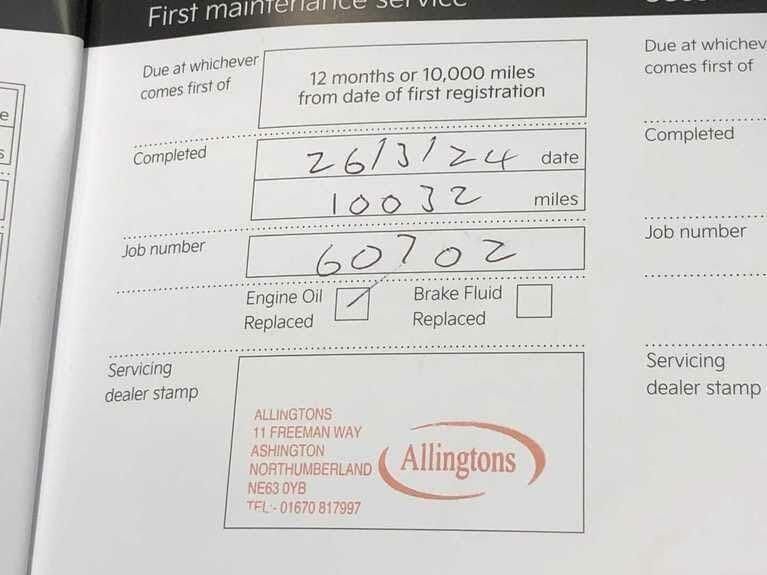 First maintenance service
Due at whichever
comes first of
12 months or 10,000 miles
from date of first registration
Completed
26/3/24 date
10032 miles
Job number
60702
Engine Oil
Replaced
Brake Fluid
Replaced
Servicing
dealer stamp
ALLINGTONS
11 FREEMAN WAY
ASHINGTON
NORTHUMBERLAND
NE63 0YB
TEL:- 01670 817997
Allingtons
Due at whichev
comes first of
Completed
Job number
Servicing
dealer stamp
e
s